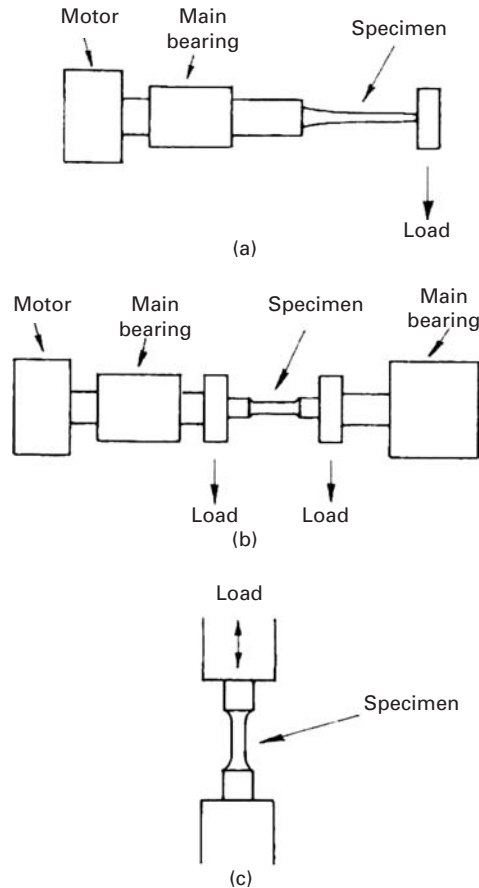 Motor
Main
bearing
Specimen
Load
(a)
Motor
Main
bearing
Specimen
Main
bearing
Load
Load
(b)
Load
Specimen
(c)